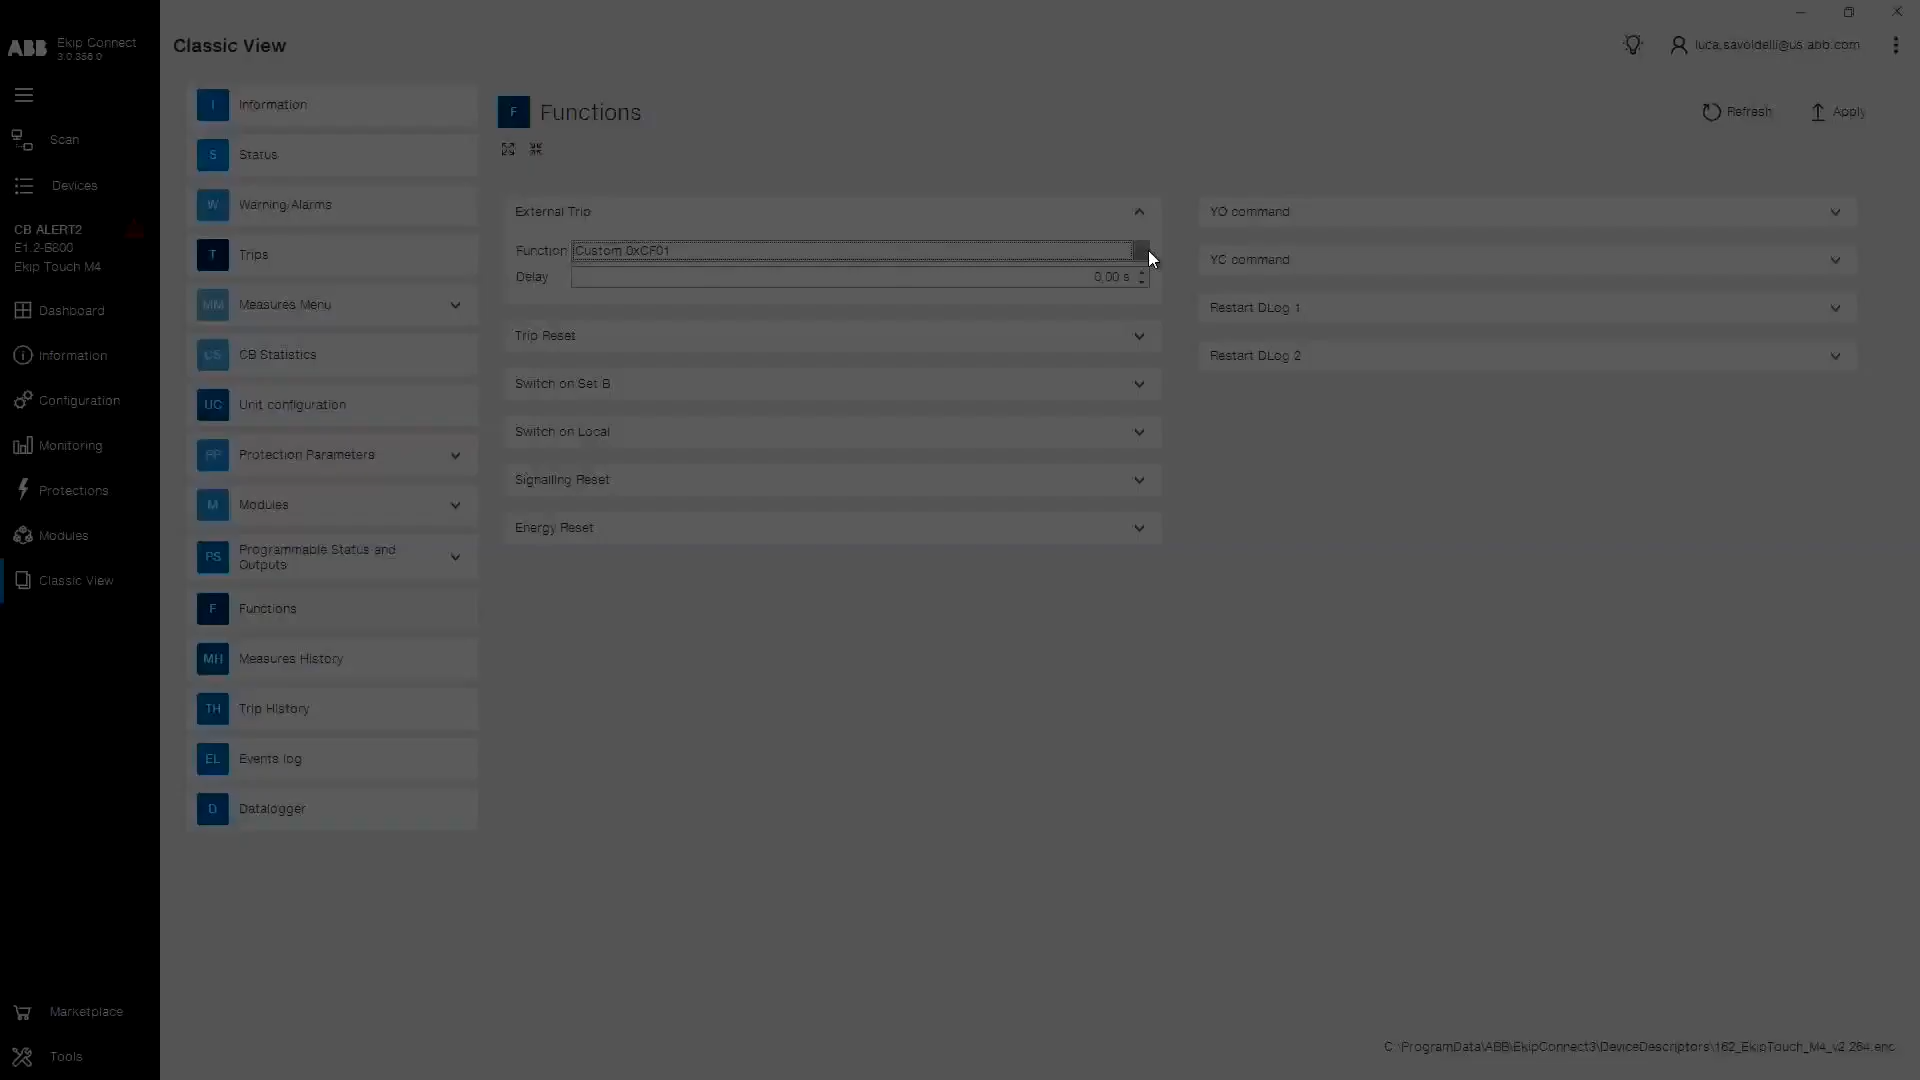 ABB
Ekip Connect
3.0.356.0
Scan
Devices
CB ALERT2
E1.2-B800
Ekip Touch M4
Dashboard
Information
Configuration
Monitoring
Protections
Modules
Classic View
Marketplace
Tools
Classic View
luca.savoldelli@us.abb.com
I
Information
S
Status
W
Warning/Alarms
T
Trips
MM
Measures Menu
CS
CB Statistics
UC
Unit configuration
PP
Protection Parameters
M
Modules
PS
Programmable Status and
Outputs
F
Functions
MH
Measures History
TH
Trip History
EL
Events log
D
Datalogger
F
Functions
Refresh
Apply
External Trip
Function
Custom 0xCF01
Delay
0,00 s
Trip Reset
Switch on Set B
Switch on Local
Signalling Reset
Energy Reset
YO command
YC command
Restart DLog 1
Restart DLog 2
C:\ProgramData\ABB\EkipConnect3\DeviceDescriptors\162_EkipTouch_M4_v2.264.enc